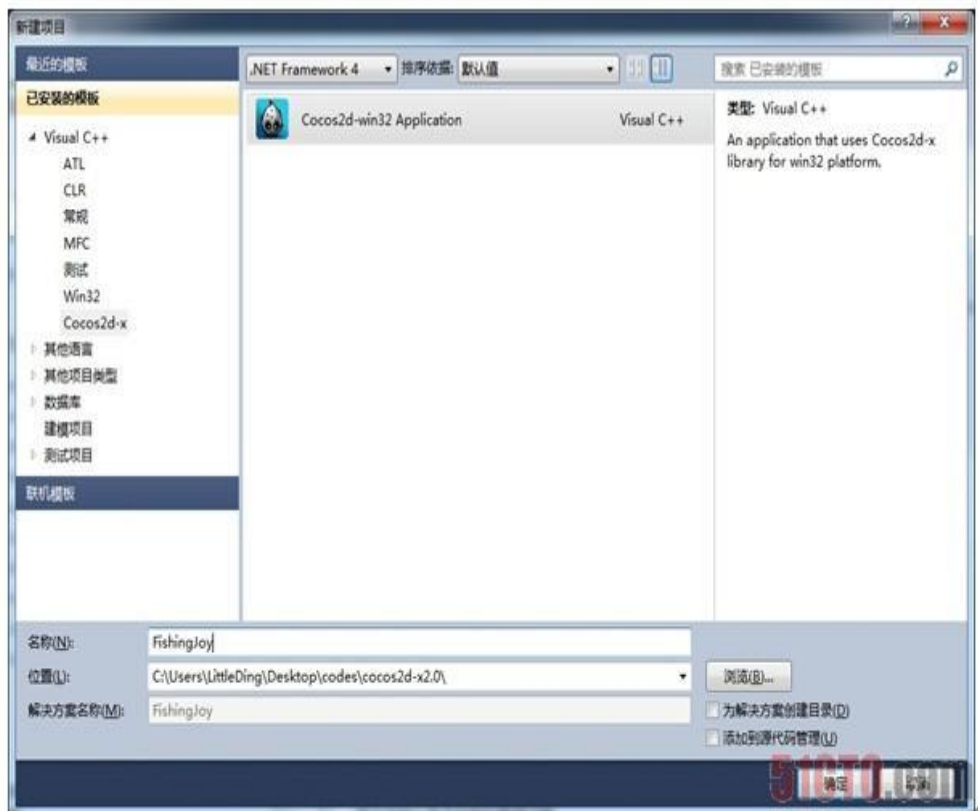 新建项目
最近的模板
.NET Framework 4
排序依据: 默认值
搜索 已安装的模板
已安装的模板
Visual C++
ATL
CLR
常规
MFC
测试
Win32
Cocos2d-x
其他语言
其他项目类型
数据库
建模项目
测试项目
联机模板
Cocos2d-win32 Application
Visual C++
类型: Visual C++
An application that uses Cocos2d-x
library for win32 platform.
名称(N):
FishingJoy
位置(L):
C:\Users\LittleDing\Desktop\codes\cocos2d-x2.0\
浏览(B)...
解决方案名称(M):
FishingJoy
为解决方案创建目录(D)
添加到源代码管理(U)
确定
取消
51CTO.com